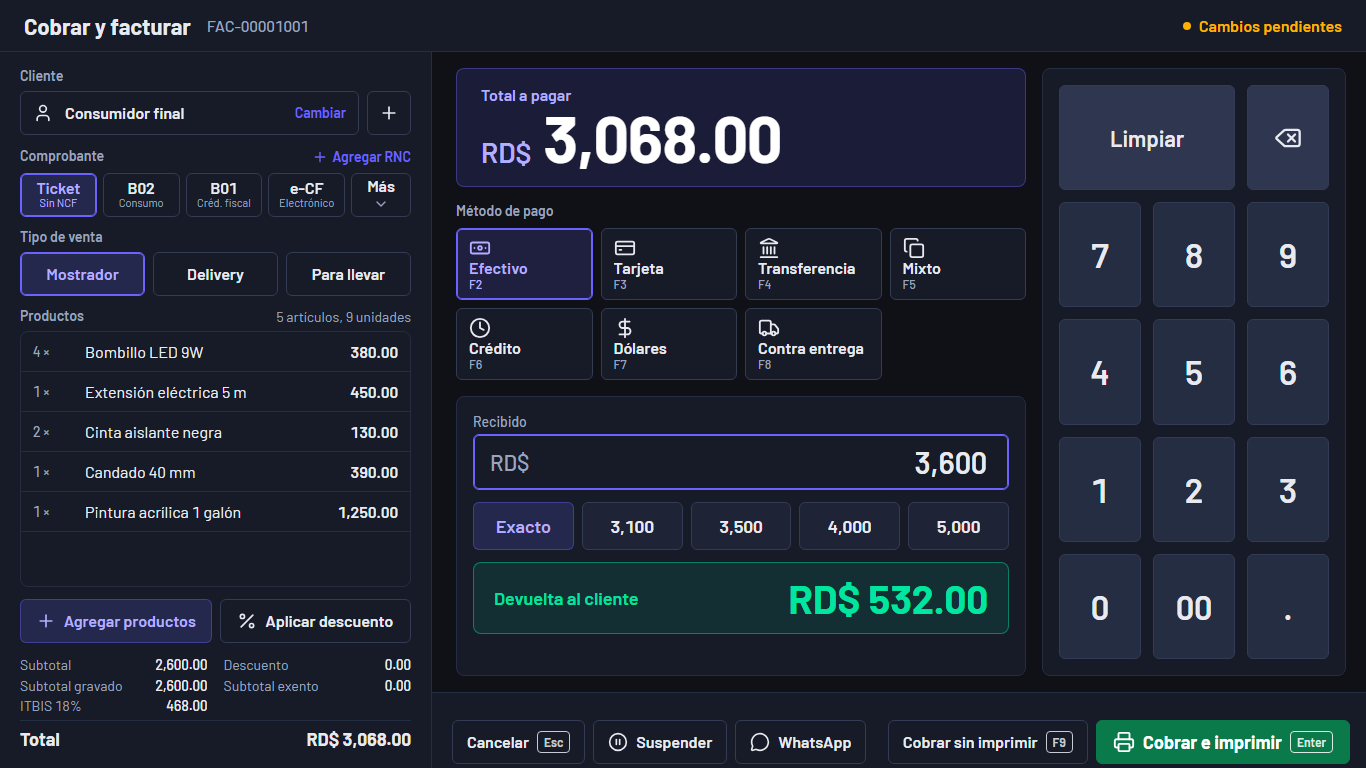 Cobrar y facturar FAC-00001001
Cambios pendientes
Cliente
Consumidor final Cambiar +
Comprobante + Agregar RNC
Ticket B02 B01 e-CF Más
Sin NCF Consumo Créd. fiscal Electrónico
Tipo de venta
Mostrador Delivery Para llevar
Productos 5 artículos, 9 unidades
4 × Bombillo LED 9W 380.00
1 × Extensión eléctrica 5 m 450.00
2 × Cinta aislante negra 130.00
1 × Candado 40 mm 390.00
1 × Pintura acrílica 1 galón 1,250.00
+ Agregar productos % Aplicar descuento
Subtotal 2,600.00 Descuento 0.00
Subtotal gravado 2,600.00 Subtotal exento 0.00
ITBIS 18% 468.00
Total RD$ 3,068.00
Total a pagar
RD$ 3,068.00
Método de pago
Efectivo Tarjeta Transferencia Mixto
F2 F3 F4 F5
Crédito Dólares Contra entrega
F6 F7 F8
Recibido
RD$ 3,600
Exacto 3,100 3,500 4,000 5,000
Devuelta al cliente RD$ 532.00
Limpiar
7 8 9
4 5 6
1 2 3
0 00 .
Cancelar Esc Suspender WhatsApp Cobrar sin imprimir F9 Cobrar e imprimir Enter